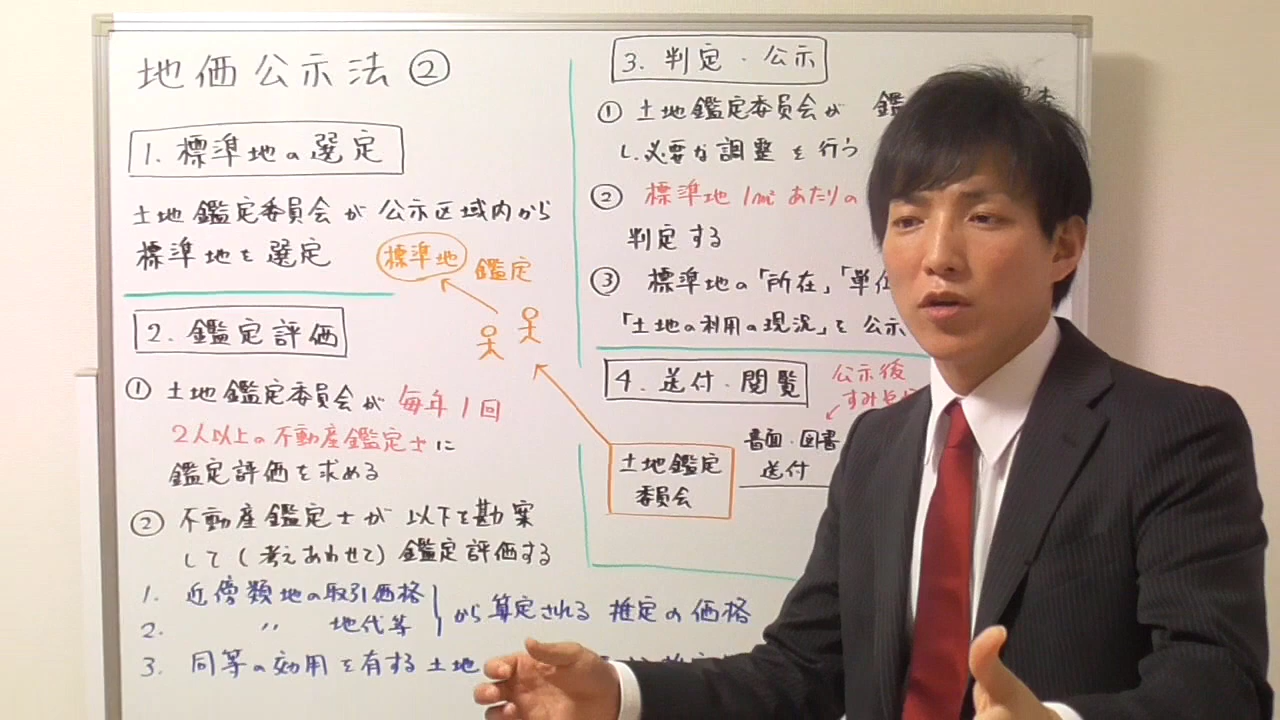 地価公示法②
1. 標準地の選定
土地鑑定委員会が 公示区域内から
標準地を選定
標準地 鑑定
2. 鑑定評価
① 土地鑑定委員会が 毎年1回
2人以上の不動産鑑定士に
鑑定評価を求める
② 不動産鑑定士が 以下を勘案
して(考えあわせて)鑑定評価する
1. 近傍類地の取引価格
2. 〃 地代等
から算定される 推定の価格
3. 同等の効用を有する土地
3. 判定・公示
① 土地鑑定委員会が 鑑
し、必要な調整を行う
② 標準地 1㎡あたりの
判定する
③ 標準地の「所在」「単位
「土地の利用の現況」を公示
4. 送付・閲覧
公示後
すみや
書面・図書
送付
土地鑑定
委員会